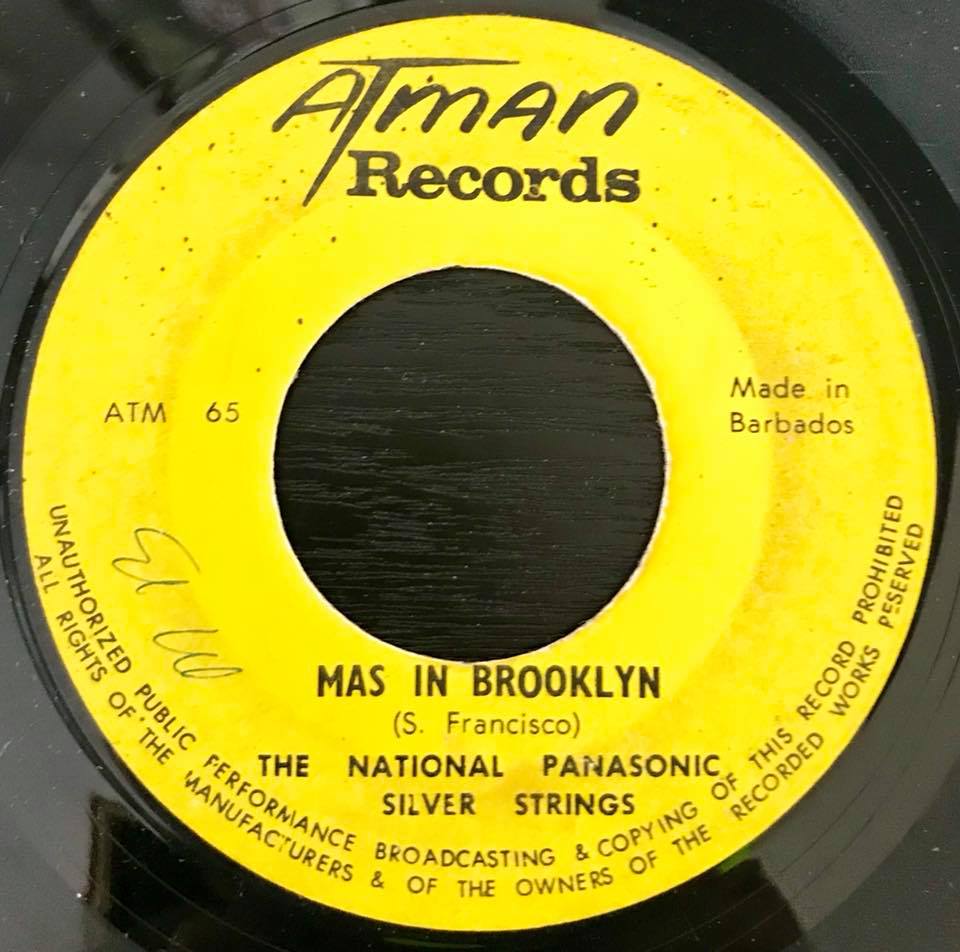 ATMAN
Records
ATM 65
Made in
Barbados
MAS IN BROOKLYN
(S. Francisco)
THE NATIONAL PANASONIC
SILVER STRINGS
UNAUTHORIZED PUBLIC PERFORMANCE BROADCASTING & COPYING OF THIS RECORD PROHIBITED
ALL RIGHTS OF THE MANUFACTURERS & OF THE OWNERS OF THE RECORDED WORKS RESERVED